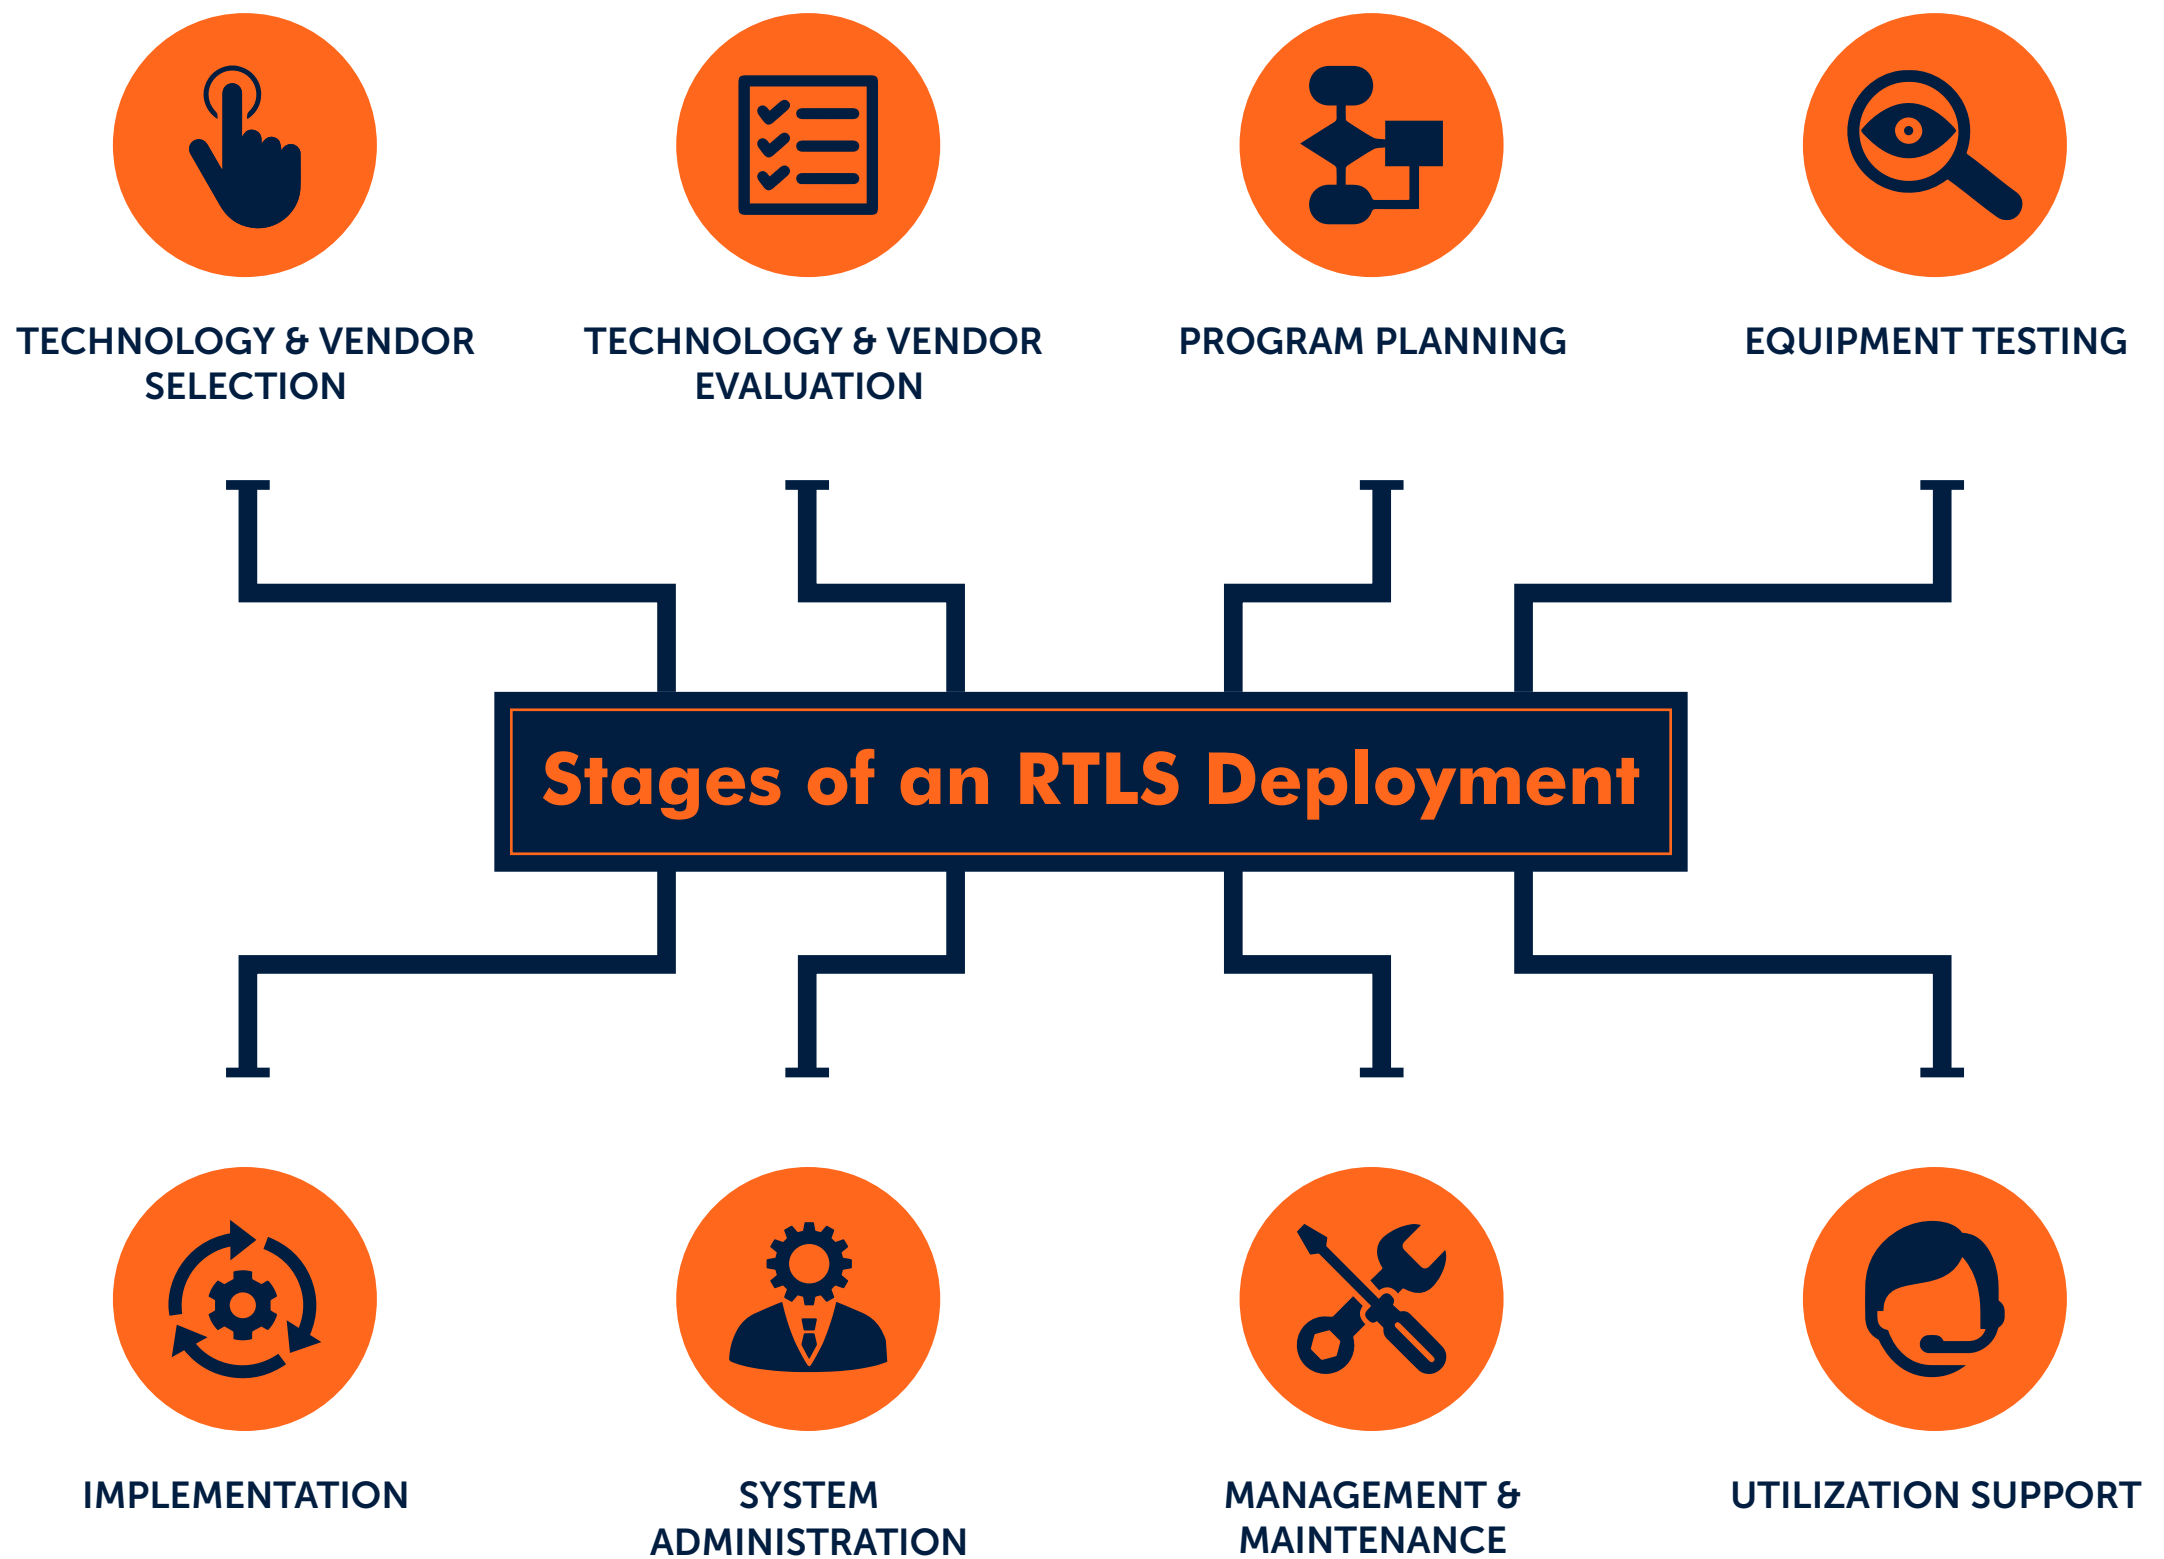 TECHNOLOGY & VENDOR
SELECTION
TECHNOLOGY & VENDOR
EVALUATION
PROGRAM PLANNING
EQUIPMENT TESTING
Stages of an RTLS Deployment
IMPLEMENTATION
SYSTEM
ADMINISTRATION
MANAGEMENT &
MAINTENANCE
UTILIZATION SUPPORT